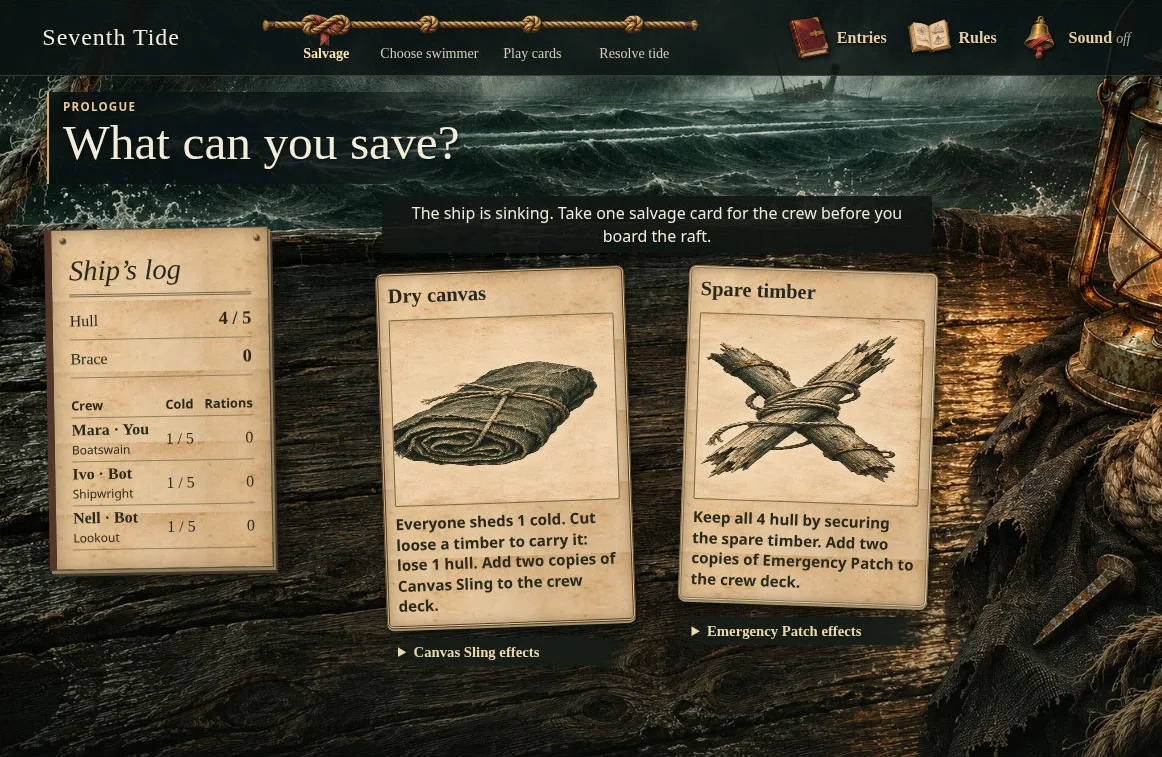 Seventh Tide
Salvage
Choose swimmer
Play cards
Resolve tide
Entries
Rules
Sound off
PROLOGUE
What can you save?
The ship is sinking. Take one salvage card for the crew before you
board the raft.
Ship’s log
Hull 4 / 5
Brace 0
Crew Cold Rations
Mara · You 1 / 5 0
Boatswain
Ivo · Bot 1 / 5 0
Shipwright
Nell · Bot 1 / 5 0
Lookout
Dry canvas
Everyone sheds 1 cold. Cut
loose a timber to carry it:
lose 1 hull. Add two copies of
Canvas Sling to the crew
deck.
▶ Canvas Sling effects
Spare timber
Keep all 4 hull by securing
the spare timber. Add two
copies of Emergency Patch to
the crew deck.
▶ Emergency Patch effects